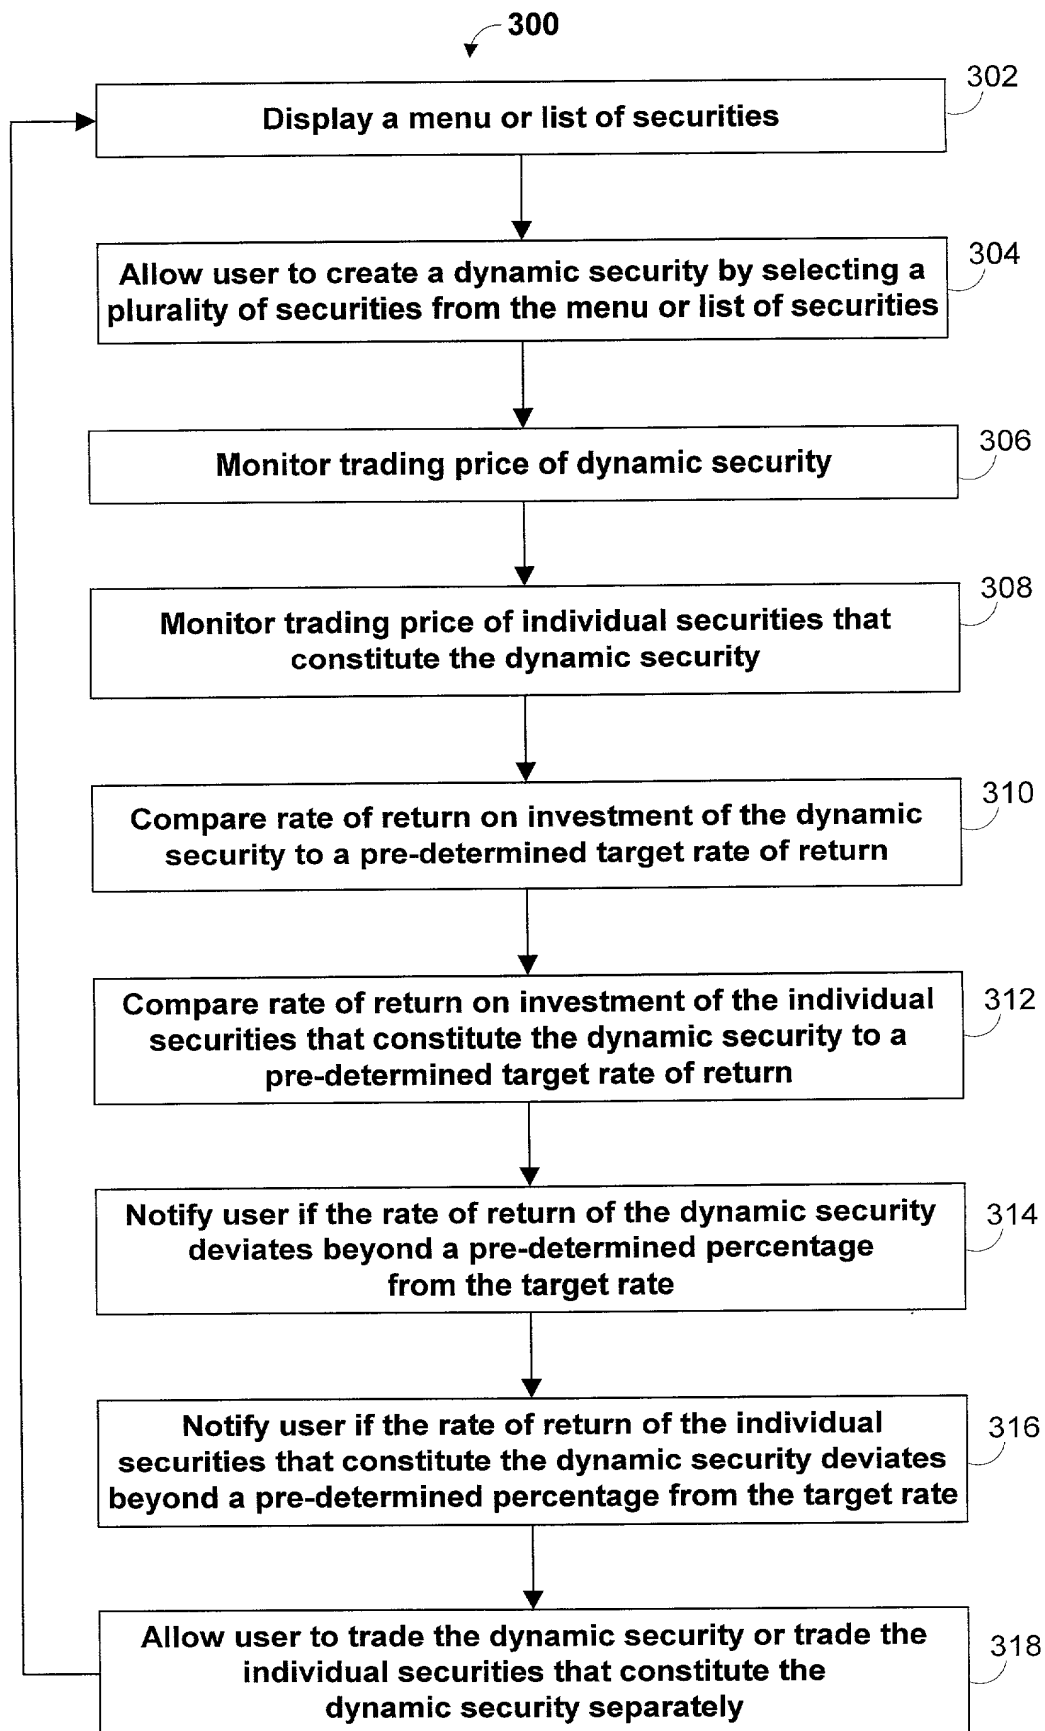 300
302
Display a menu or list of securities
304
Allow user to create a dynamic security by selecting a
plurality of securities from the menu or list of securities
306
Monitor trading price of dynamic security
308
Monitor trading price of individual securities that
constitute the dynamic security
310
Compare rate of return on investment of the dynamic
security to a pre-determined target rate of return
312
Compare rate of return on investment of the individual
securities that constitute the dynamic security to a
pre-determined target rate of return
314
Notify user if the rate of return of the dynamic security
deviates beyond a pre-determined percentage
from the target rate
316
Notify user if the rate of return of the individual
securities that constitute the dynamic security deviates
beyond a pre-determined percentage from the target rate
318
Allow user to trade the dynamic security or trade the
individual securities that constitute the
dynamic security separately